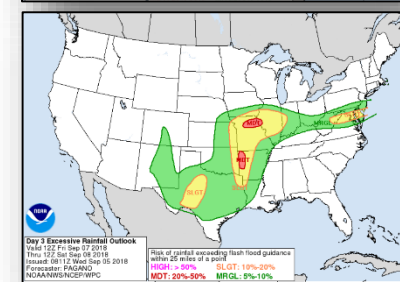 MDT
MRGL
MDT
SLGT
NOAA
Day 3 Excessive Rainfall Outlook
Valid 12Z Fri Sep 07 2018
Thru 12Z Sat Sep 08 2018
Issued: 0811Z Wed Sep 05 2018
Forecaster: PAGANO
NOAA/NWS/NCEP/WPC
Risk of rainfall exceeding flash flood guidance
within 25 miles of a point
HIGH: > 50% SLGT: 10%-20%
MDT: 20%-50% MRGL: 5%-10%